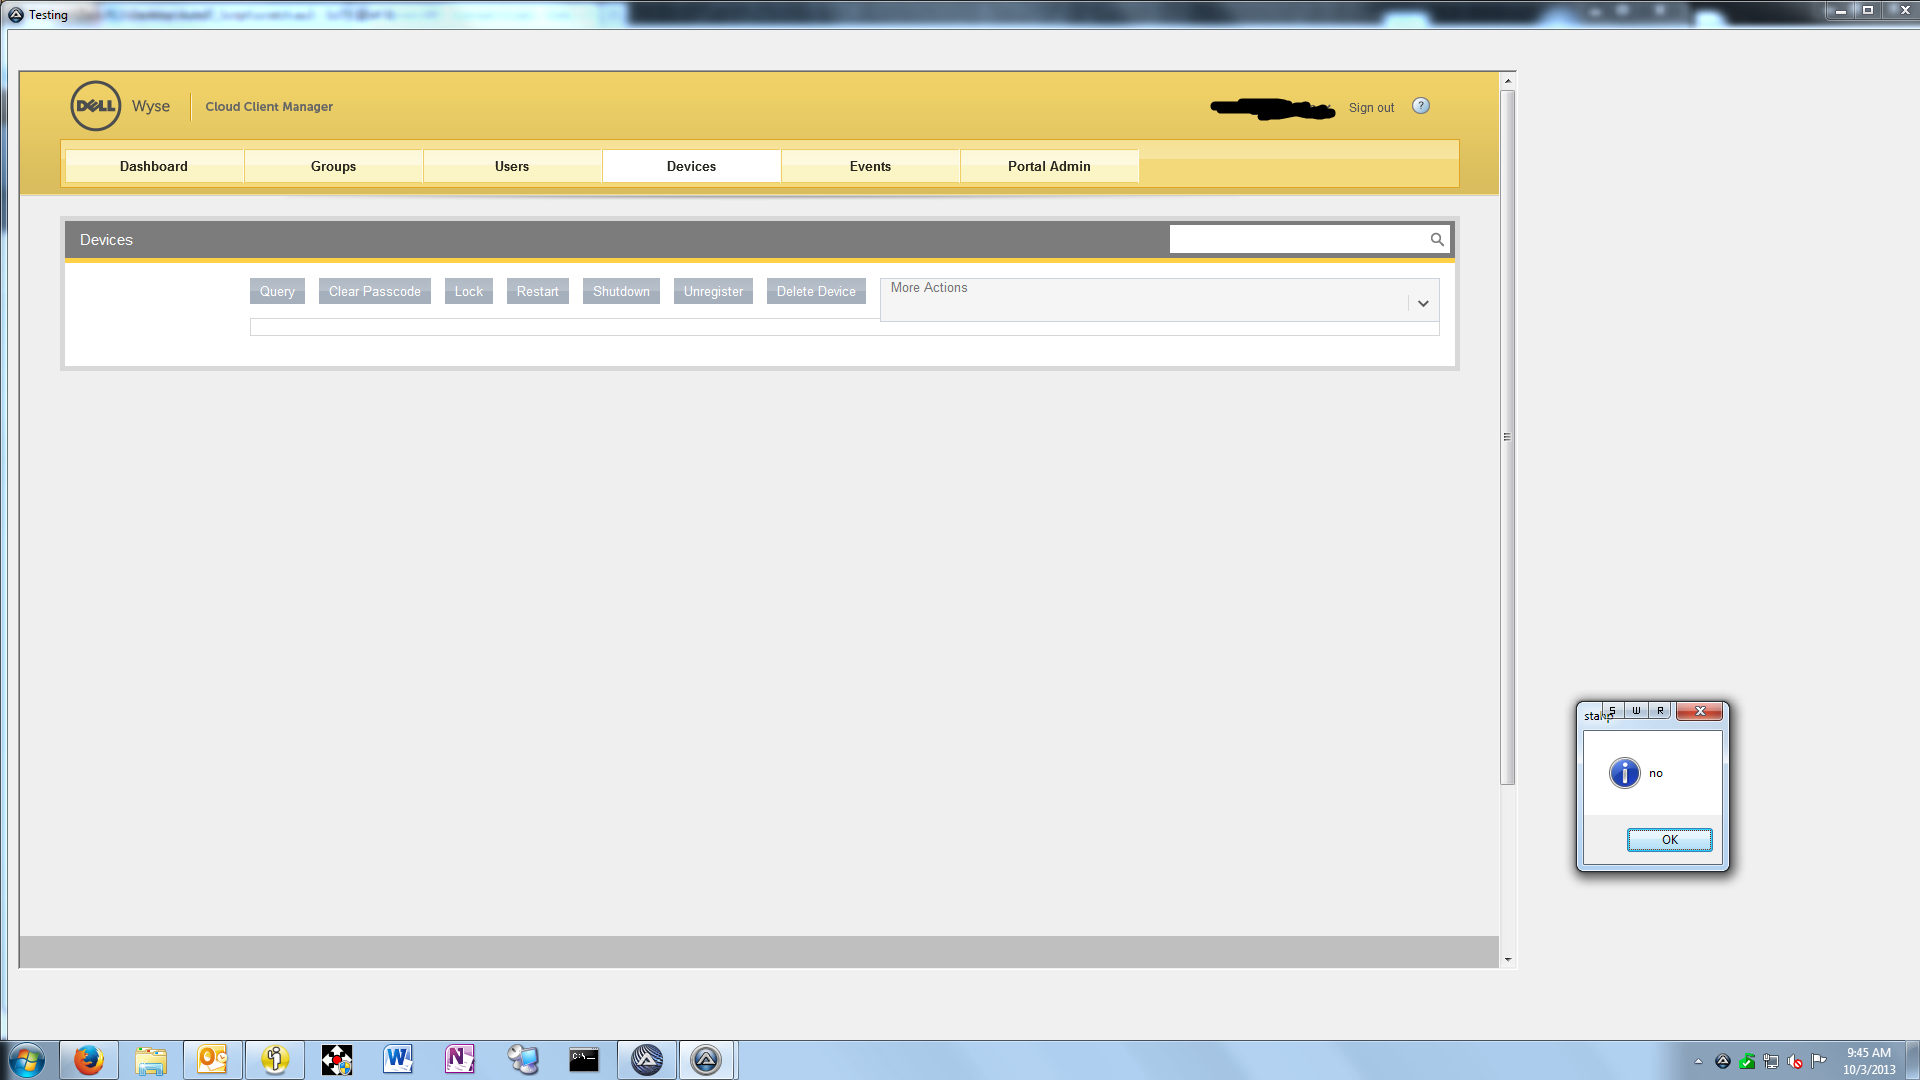 Testing
DELL Wyse Cloud Client Manager
Sign out ?
Dashboard Groups Users Devices Events Portal Admin
Devices
Query Clear Passcode Lock Restart Shutdown Unregister Delete Device More Actions
S W R
no
OK
9:45 AM
10/3/2013